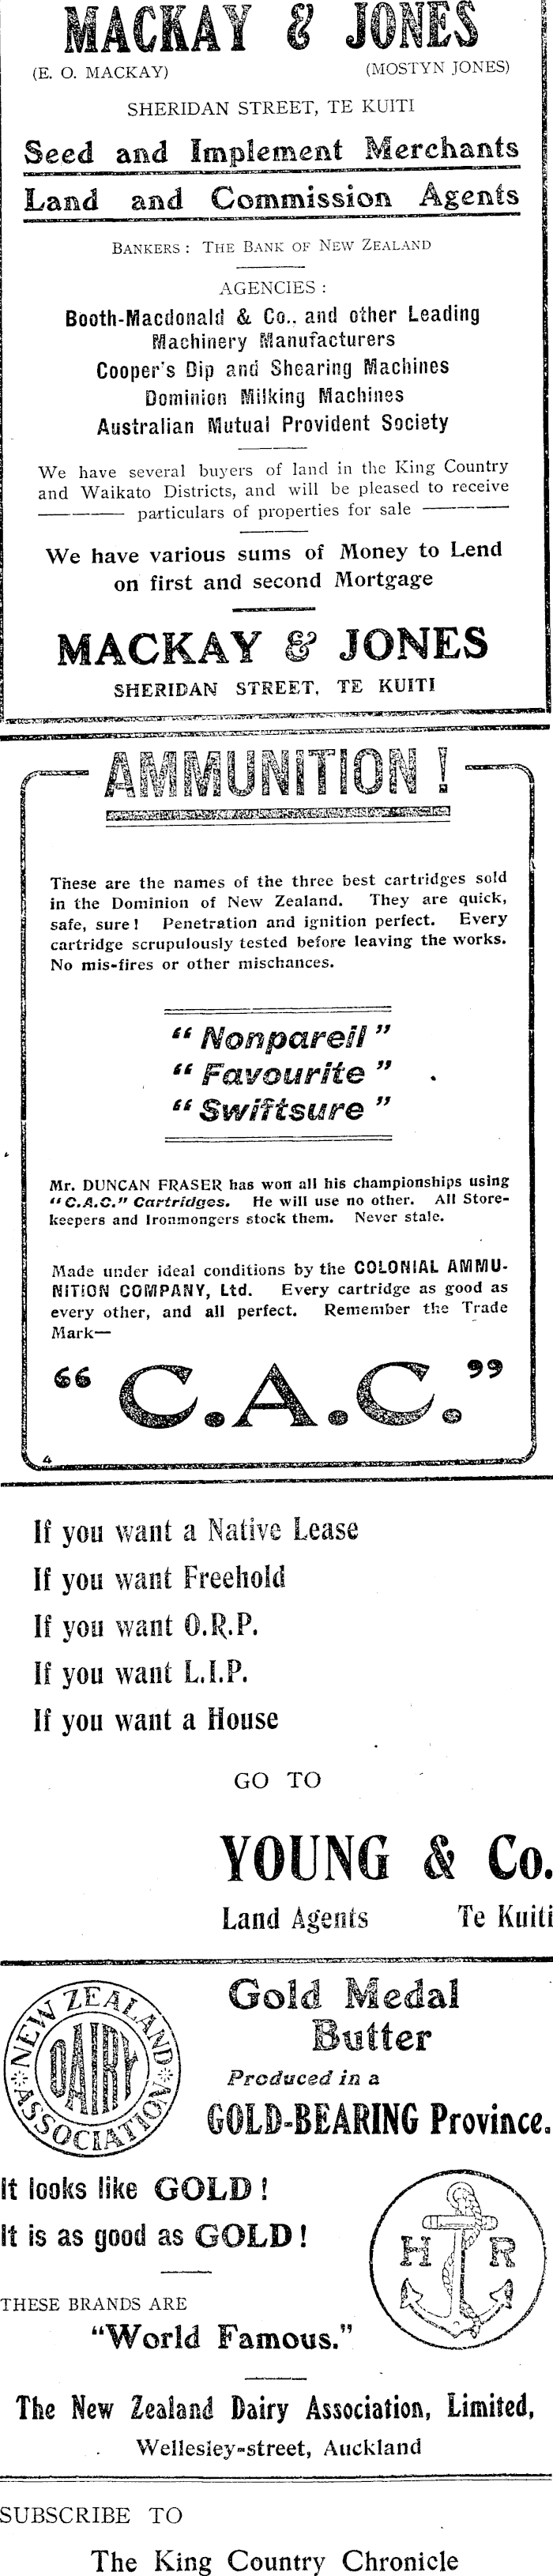 MACKAY & JONES
(E. O. MACKAY) (MOSTYN JONES)
SHERIDAN STREET, TE KUITI
Seed and Implement Merchants
Land and Commission Agents
BANKERS : THE BANK OF NEW ZEALAND
AGENCIES :
Booth-Macdonald & Co.. and other Leading
Machinery Manufacturers
Cooper's Dip and Shearing Machines
Dominion Milking Machines
Australian Mutual Provident Society
We have several buyers of land in the King Country
and Waikato Districts, and will be pleased to receive
particulars of properties for sale
We have various sums of Money to Lend
on first and second Mortgage
MACKAY & JONES
SHERIDAN STREET, TE KUITI
AMMUNITION !
These are the names of the three best cartridges sold
in the Dominion of New Zealand. They are quick,
safe, sure! Penetration and ignition perfect. Every
cartridge scrupulously tested before leaving the works.
No mis-fires or other mischances.
"Nonpareil"
"Favourite"
"Swiftsure"
Mr. DUNCAN FRASER has won all his championships using
"C.A.C." Cartridges. He will use no other. All Store-
keepers and Ironmongers stock them. Never stale.
Made under ideal conditions by the COLONIAL AMMU-
NITION COMPANY, Ltd. Every cartridge as good as
every other, and all perfect. Remember the Trade
Mark—
"C.A.C."
4
If you want a Native Lease
If you want Freehold
If you want O.R.P.
If you want L.I.P.
If you want a House
GO TO
YOUNG & Co.
Land Agents Te Kuiti
NEW ZEALAND
DAIRY
ASSOCIATION
Gold Medal
Butter
Produced in a
GOLD-BEARING Province.
It looks like GOLD !
It is as good as GOLD !
H R
THESE BRANDS ARE
"World Famous."
The New Zealand Dairy Association, Limited,
Wellesley-street, Auckland
SUBSCRIBE TO
The King Country Chronicle